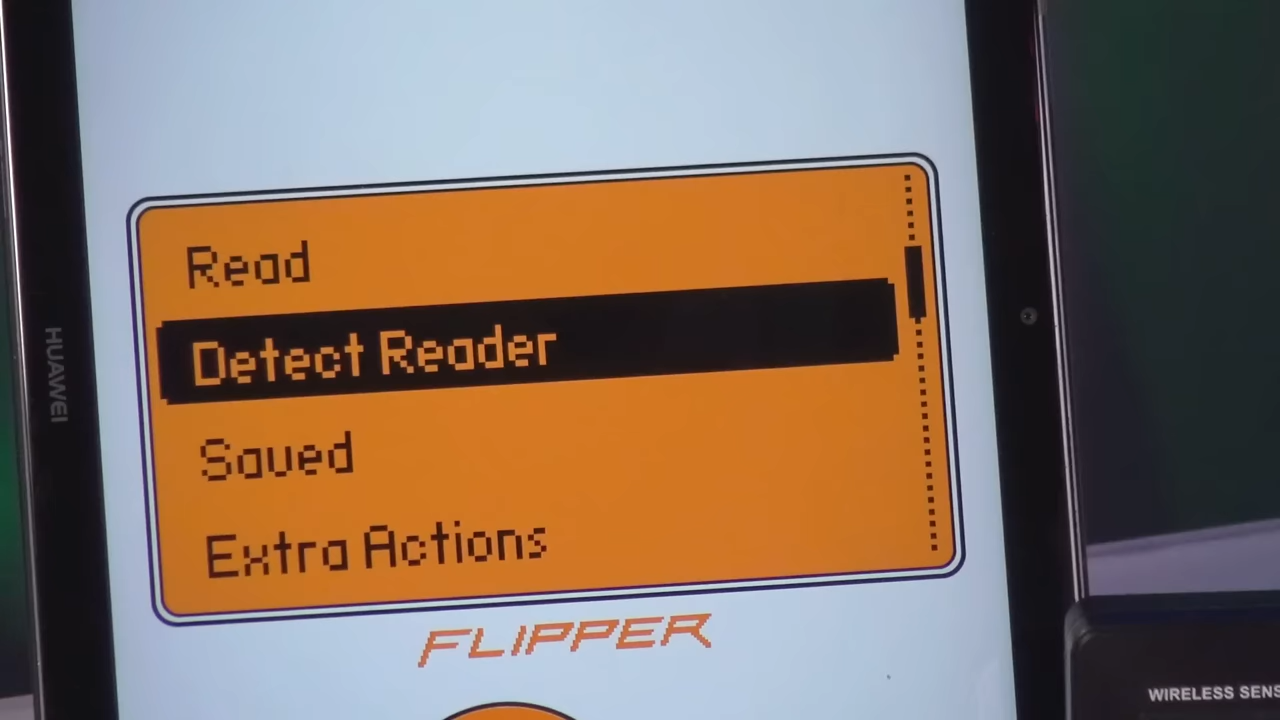 HUAWEI
Read
Detect Reader
Saved
Extra Actions
FLIPPER
WIRELESS SENS